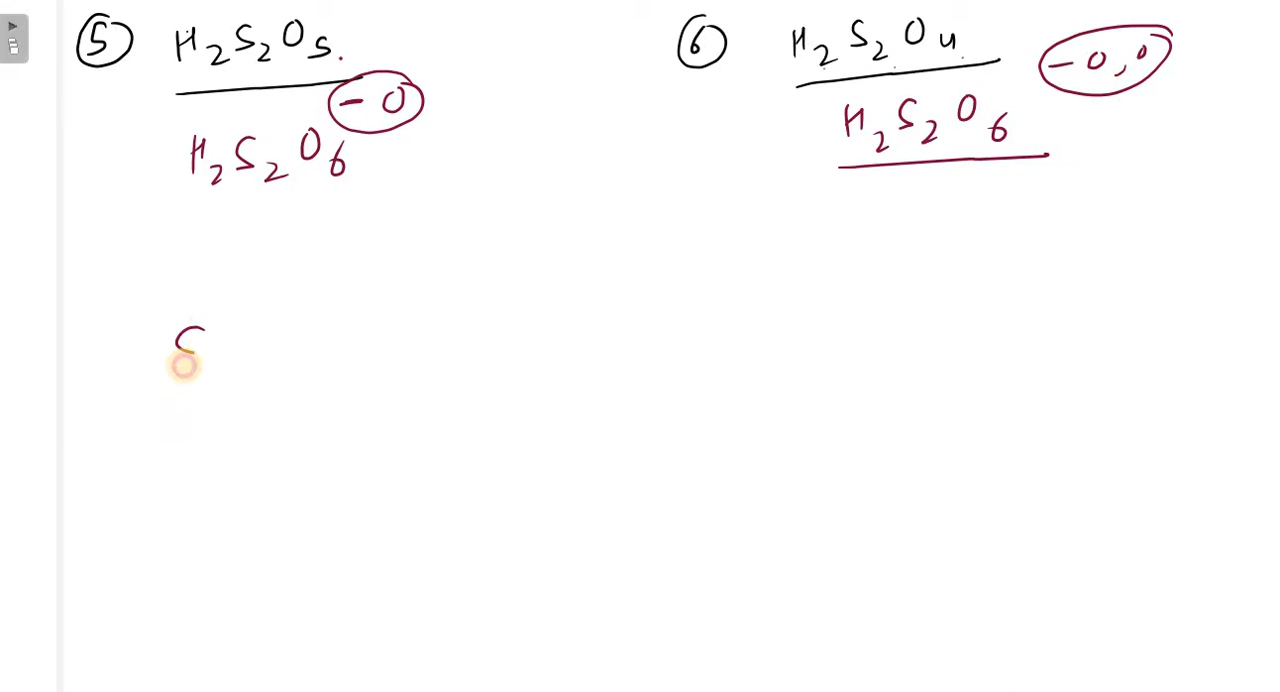 ⑤ H₂S₂O₅.
- O
H₂S₂O₆
S
⑥ H₂S₂O₄
- O, O
H₂S₂O₆